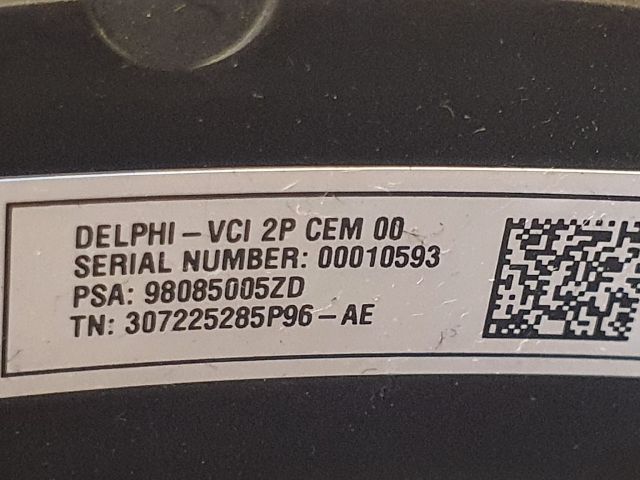 DELPHI – VCI 2P CEM 00
SERIAL NUMBER: 00010593
PSA: 98085005ZD
TN: 307225285P96 – AE